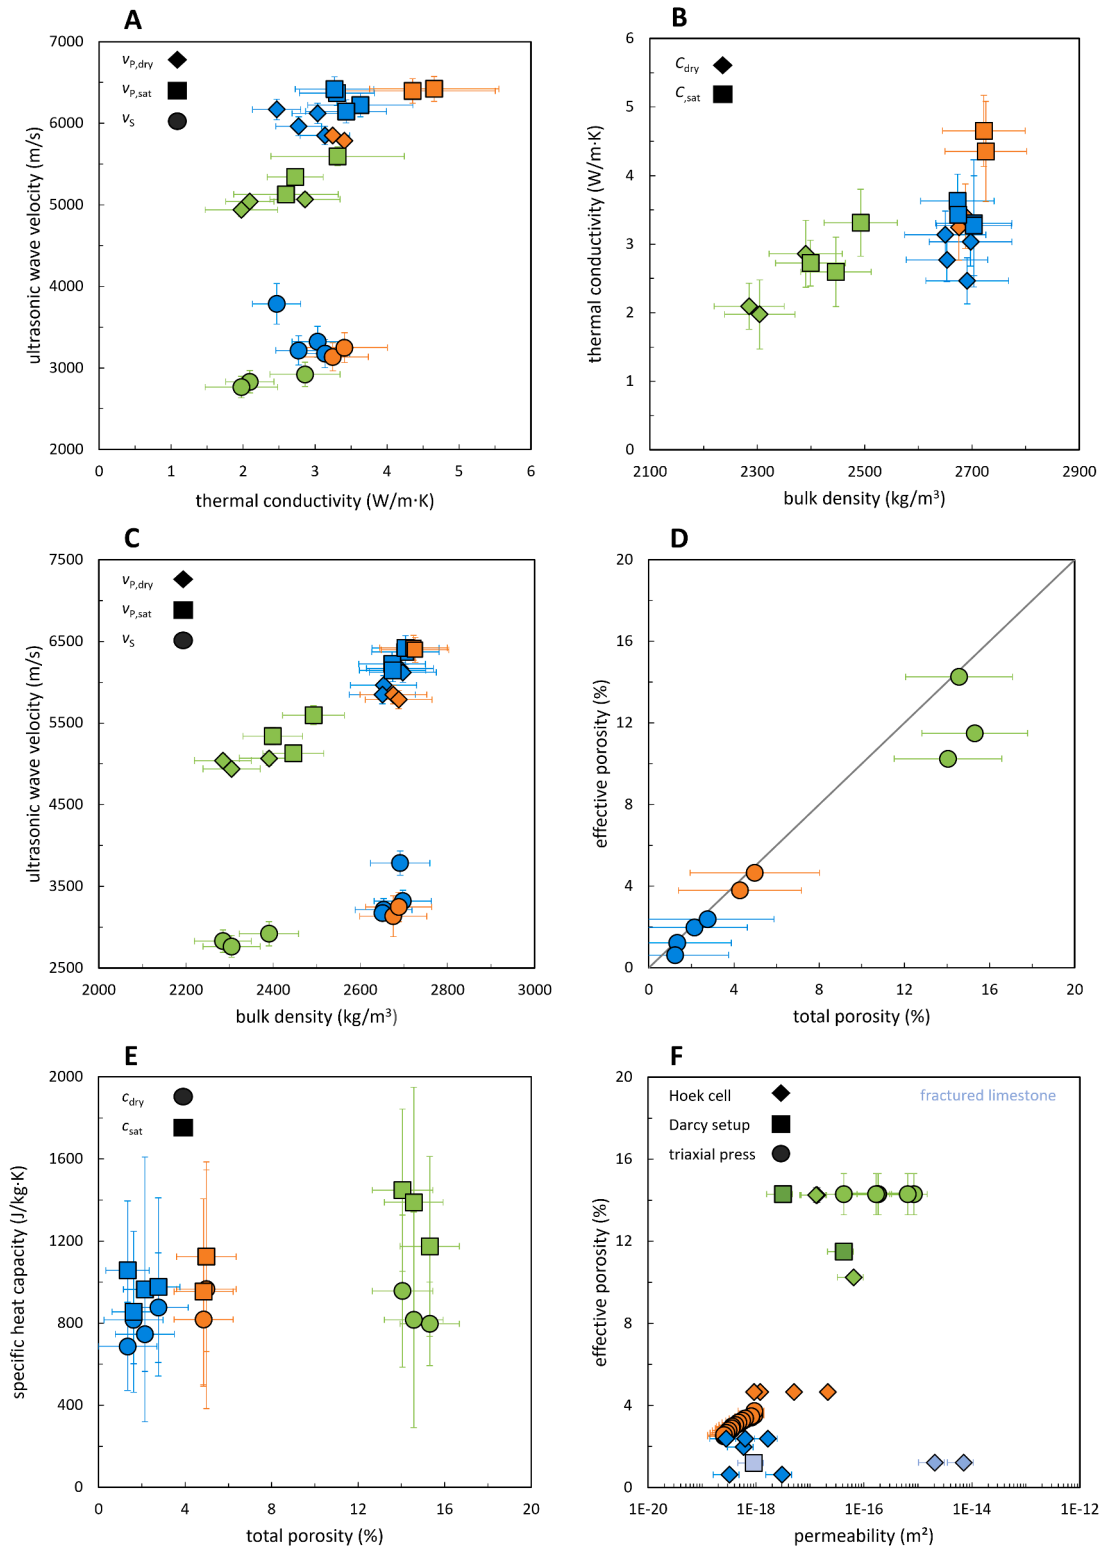 A
7000
6000
5000
4000
3000
2000
0 1 2 3 4 5 6
ultrasonic wave velocity (m/s)
thermal conductivity (W/m·K)
vP,dry
vP,sat
vS
B
6
5
4
3
2
1
0
2100 2300 2500 2700 2900
thermal conductivity (W/m·K)
bulk density (kg/m³)
Cdry
C,sat
C
7500
6500
5500
4500
3500
2500
2000 2200 2400 2600 2800 3000
ultrasonic wave velocity (m/s)
bulk density (kg/m³)
vP,dry
vP,sat
vS
D
20
16
12
8
4
0
0 4 8 12 16 20
effective porosity (%)
total porosity (%)
E
2000
1600
1200
800
400
0
0 4 8 12 16 20
specific heat capacity (J/kg·K)
total porosity (%)
cdry
csat
F
20
16
12
8
4
0
1E-20 1E-18 1E-16 1E-14 1E-12
effective porosity (%)
permeability (m²)
Hoek cell
Darcy setup
triaxial press
fractured limestone